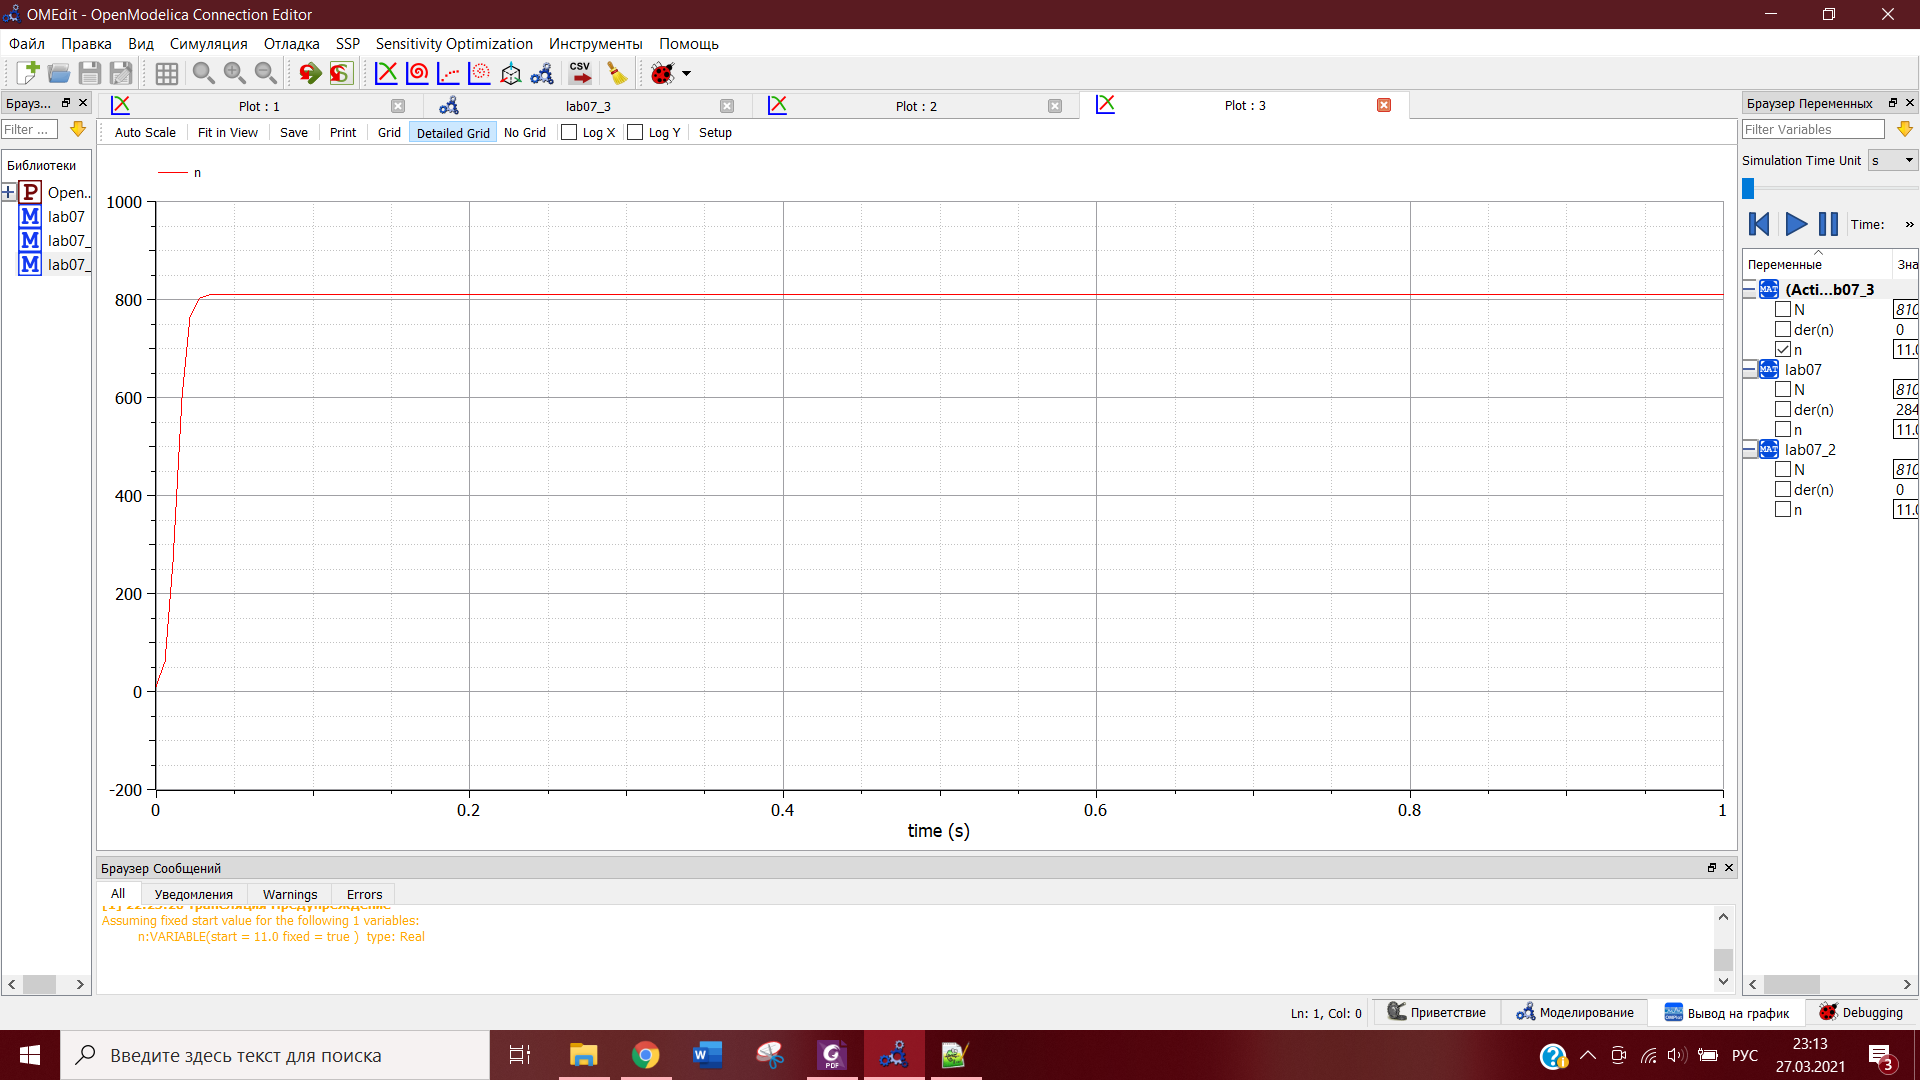 OMEdit - OpenModelica Connection Editor
Файл Правка Вид Симуляция Отладка SSP Sensitivity Optimization Инструменты Помощь
CSV
Брауз...
Filter ...
Библиотеки
P Open..
M lab07
M lab07_
M lab07_
Plot : 1 lab07_3 Plot : 2 Plot : 3
Auto Scale Fit in View Save Print Grid Detailed Grid No Grid Log X Log Y Setup
n
1000
800
600
400
200
0
-200
0 0.2 0.4 0.6 0.8 1
time (s)
Браузер Переменных
Filter Variables
Simulation Time Unit s
Time: »
Переменные Зна
MAT (Acti...b07_3
N 810
der(n) 0
n 11.0
MAT lab07
N 810
der(n) 284
n 11.0
MAT lab07_2
N 810
der(n) 0
n 11.0
Браузер Сообщений
All Уведомления Warnings Errors
Assuming fixed start value for the following 1 variables:
n:VARIABLE(start = 11.0 fixed = true ) type: Real
Ln: 1, Col: 0 Приветствие Моделирование Вывод на график Debugging
Введите здесь текст для поиска
W
PDF
РУС
23:13
27.03.2021
3